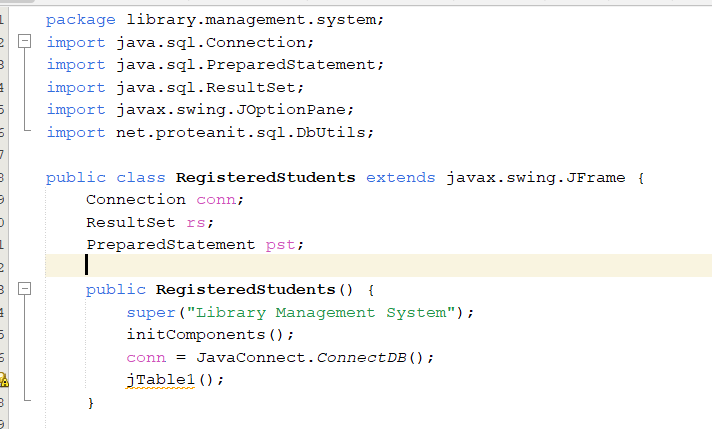 package library.management.system;
import java.sql.Connection;
import java.sql.PreparedStatement;
import java.sql.ResultSet;
import javax.swing.JOptionPane;
import net.proteanit.sql.DbUtils;
public class RegisteredStudents extends javax.swing.JFrame {
Connection conn;
ResultSet rs;
PreparedStatement pst;
public RegisteredStudents() {
super("Library Management System");
initComponents();
conn = JavaConnect.ConnectDB();
jTable1();
}